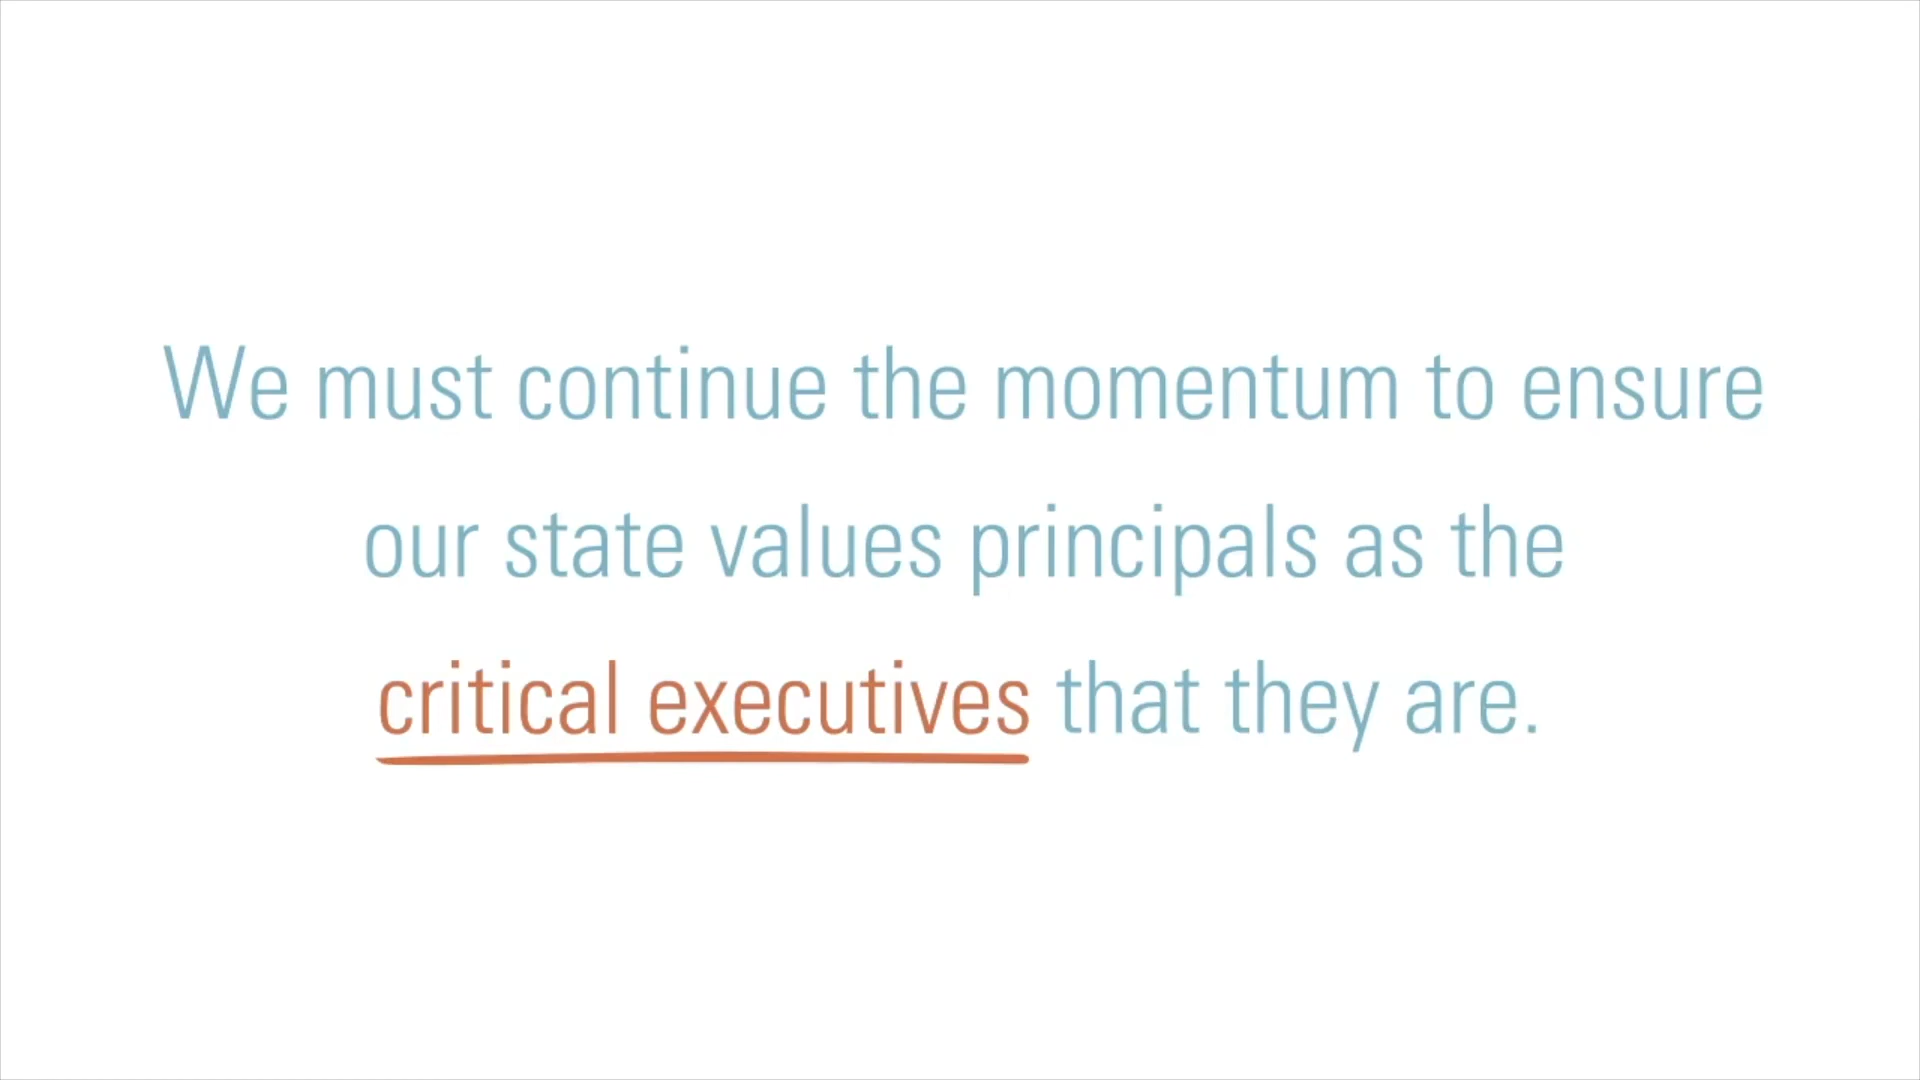 We must continue the momentum to ensure
our state values principals as the
critical executives that they are.